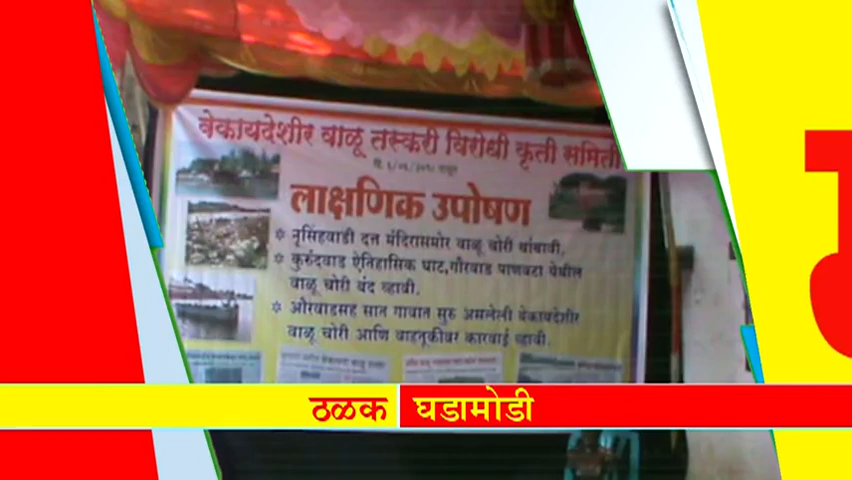 वेकायदेशीर वाळू तस्करी विरोधी कृती समिती
लाक्षणिक उपोषण
* नृसिंहवाडी दत्त मंदिरासमोर वाळू चोरी थांबावी.
* कुरुंदवाड ऐतिहासिक घाट,गौरवाड पाणवठा येथील
वाळू चोरी बंद व्हावी.
* औरवाडसह सात गावात सुरु असलेली बेकायदेशीर
वाळू चोरी आणि वाहतूकीवर कारवाई व्हावी.
ठळक घडामोडी